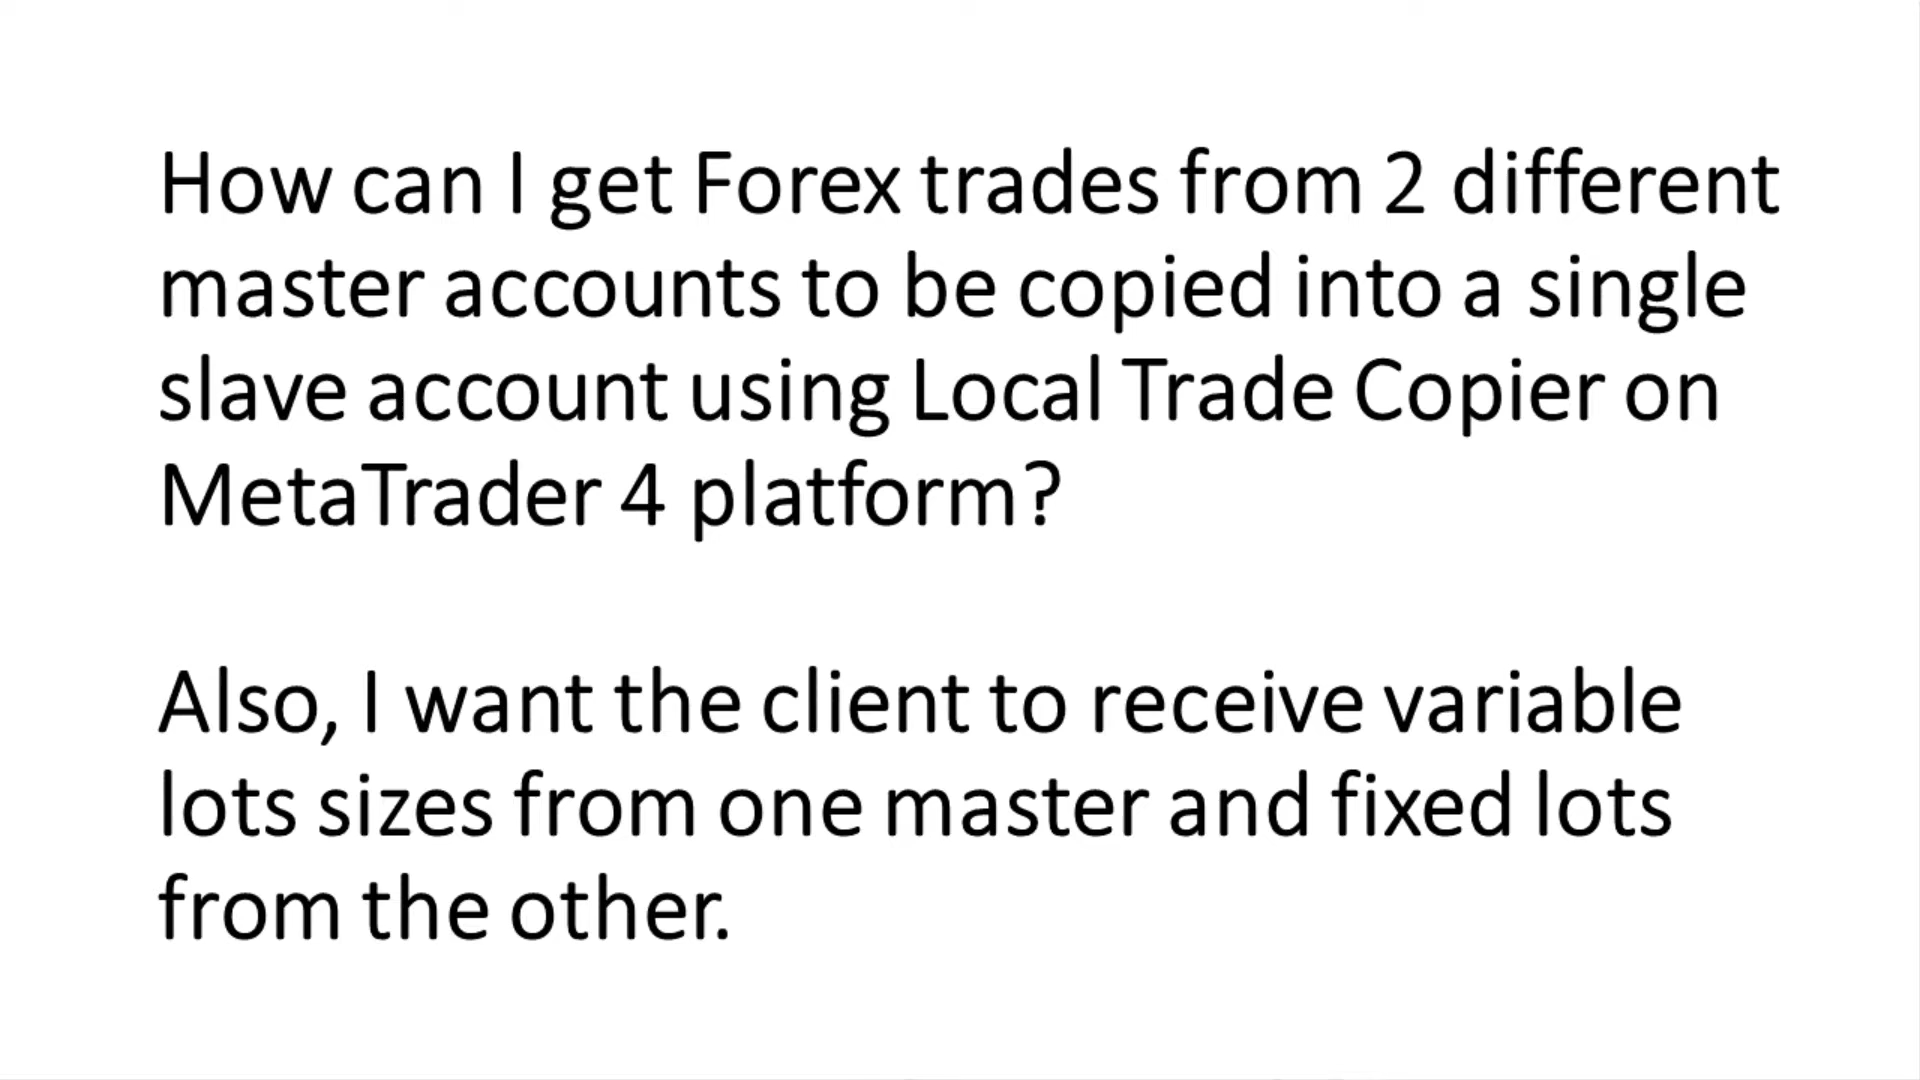 How can I get Forex trades from 2 different
master accounts to be copied into a single
slave account using Local Trade Copier on
MetaTrader 4 platform?
Also, I want the client to receive variable
lots sizes from one master and fixed lots
from the other.